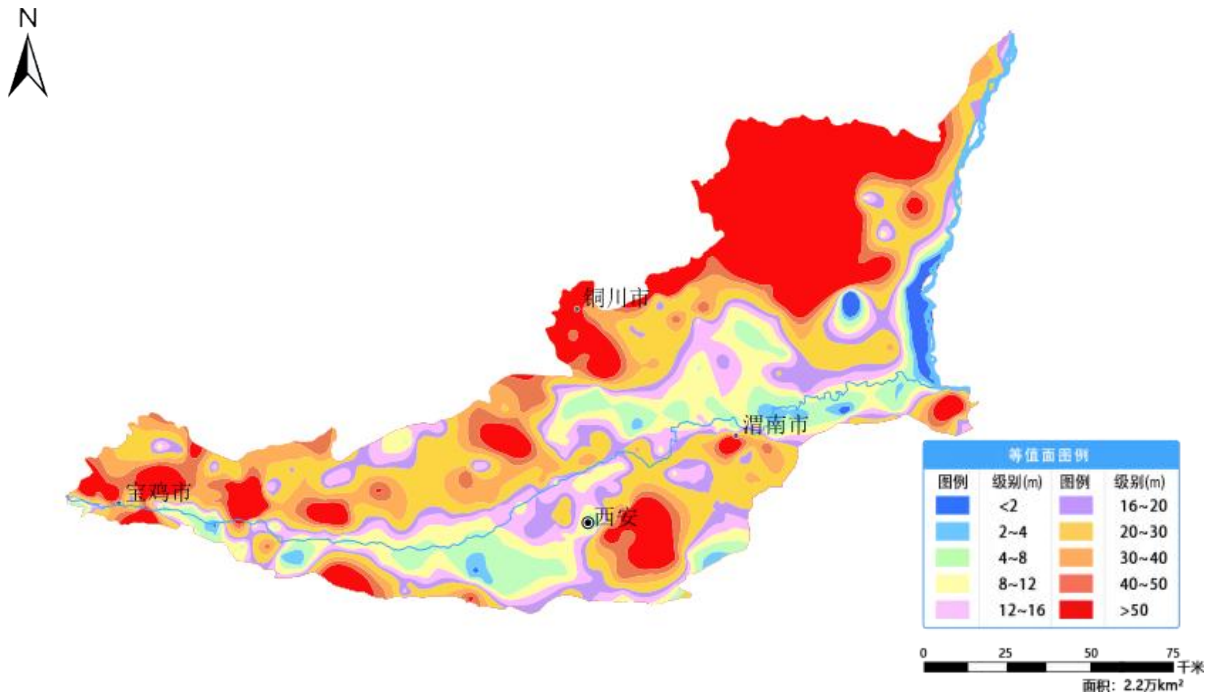 N
铜川市
渭南市
宝鸡市
西安
等值面图例
图例 级别(m) 图例 级别(m)
<2 16~20
2~4 20~30
4~8 30~40
8~12 40~50
12~16 >50
0 25 50 75
千米
面积：2.2万km²